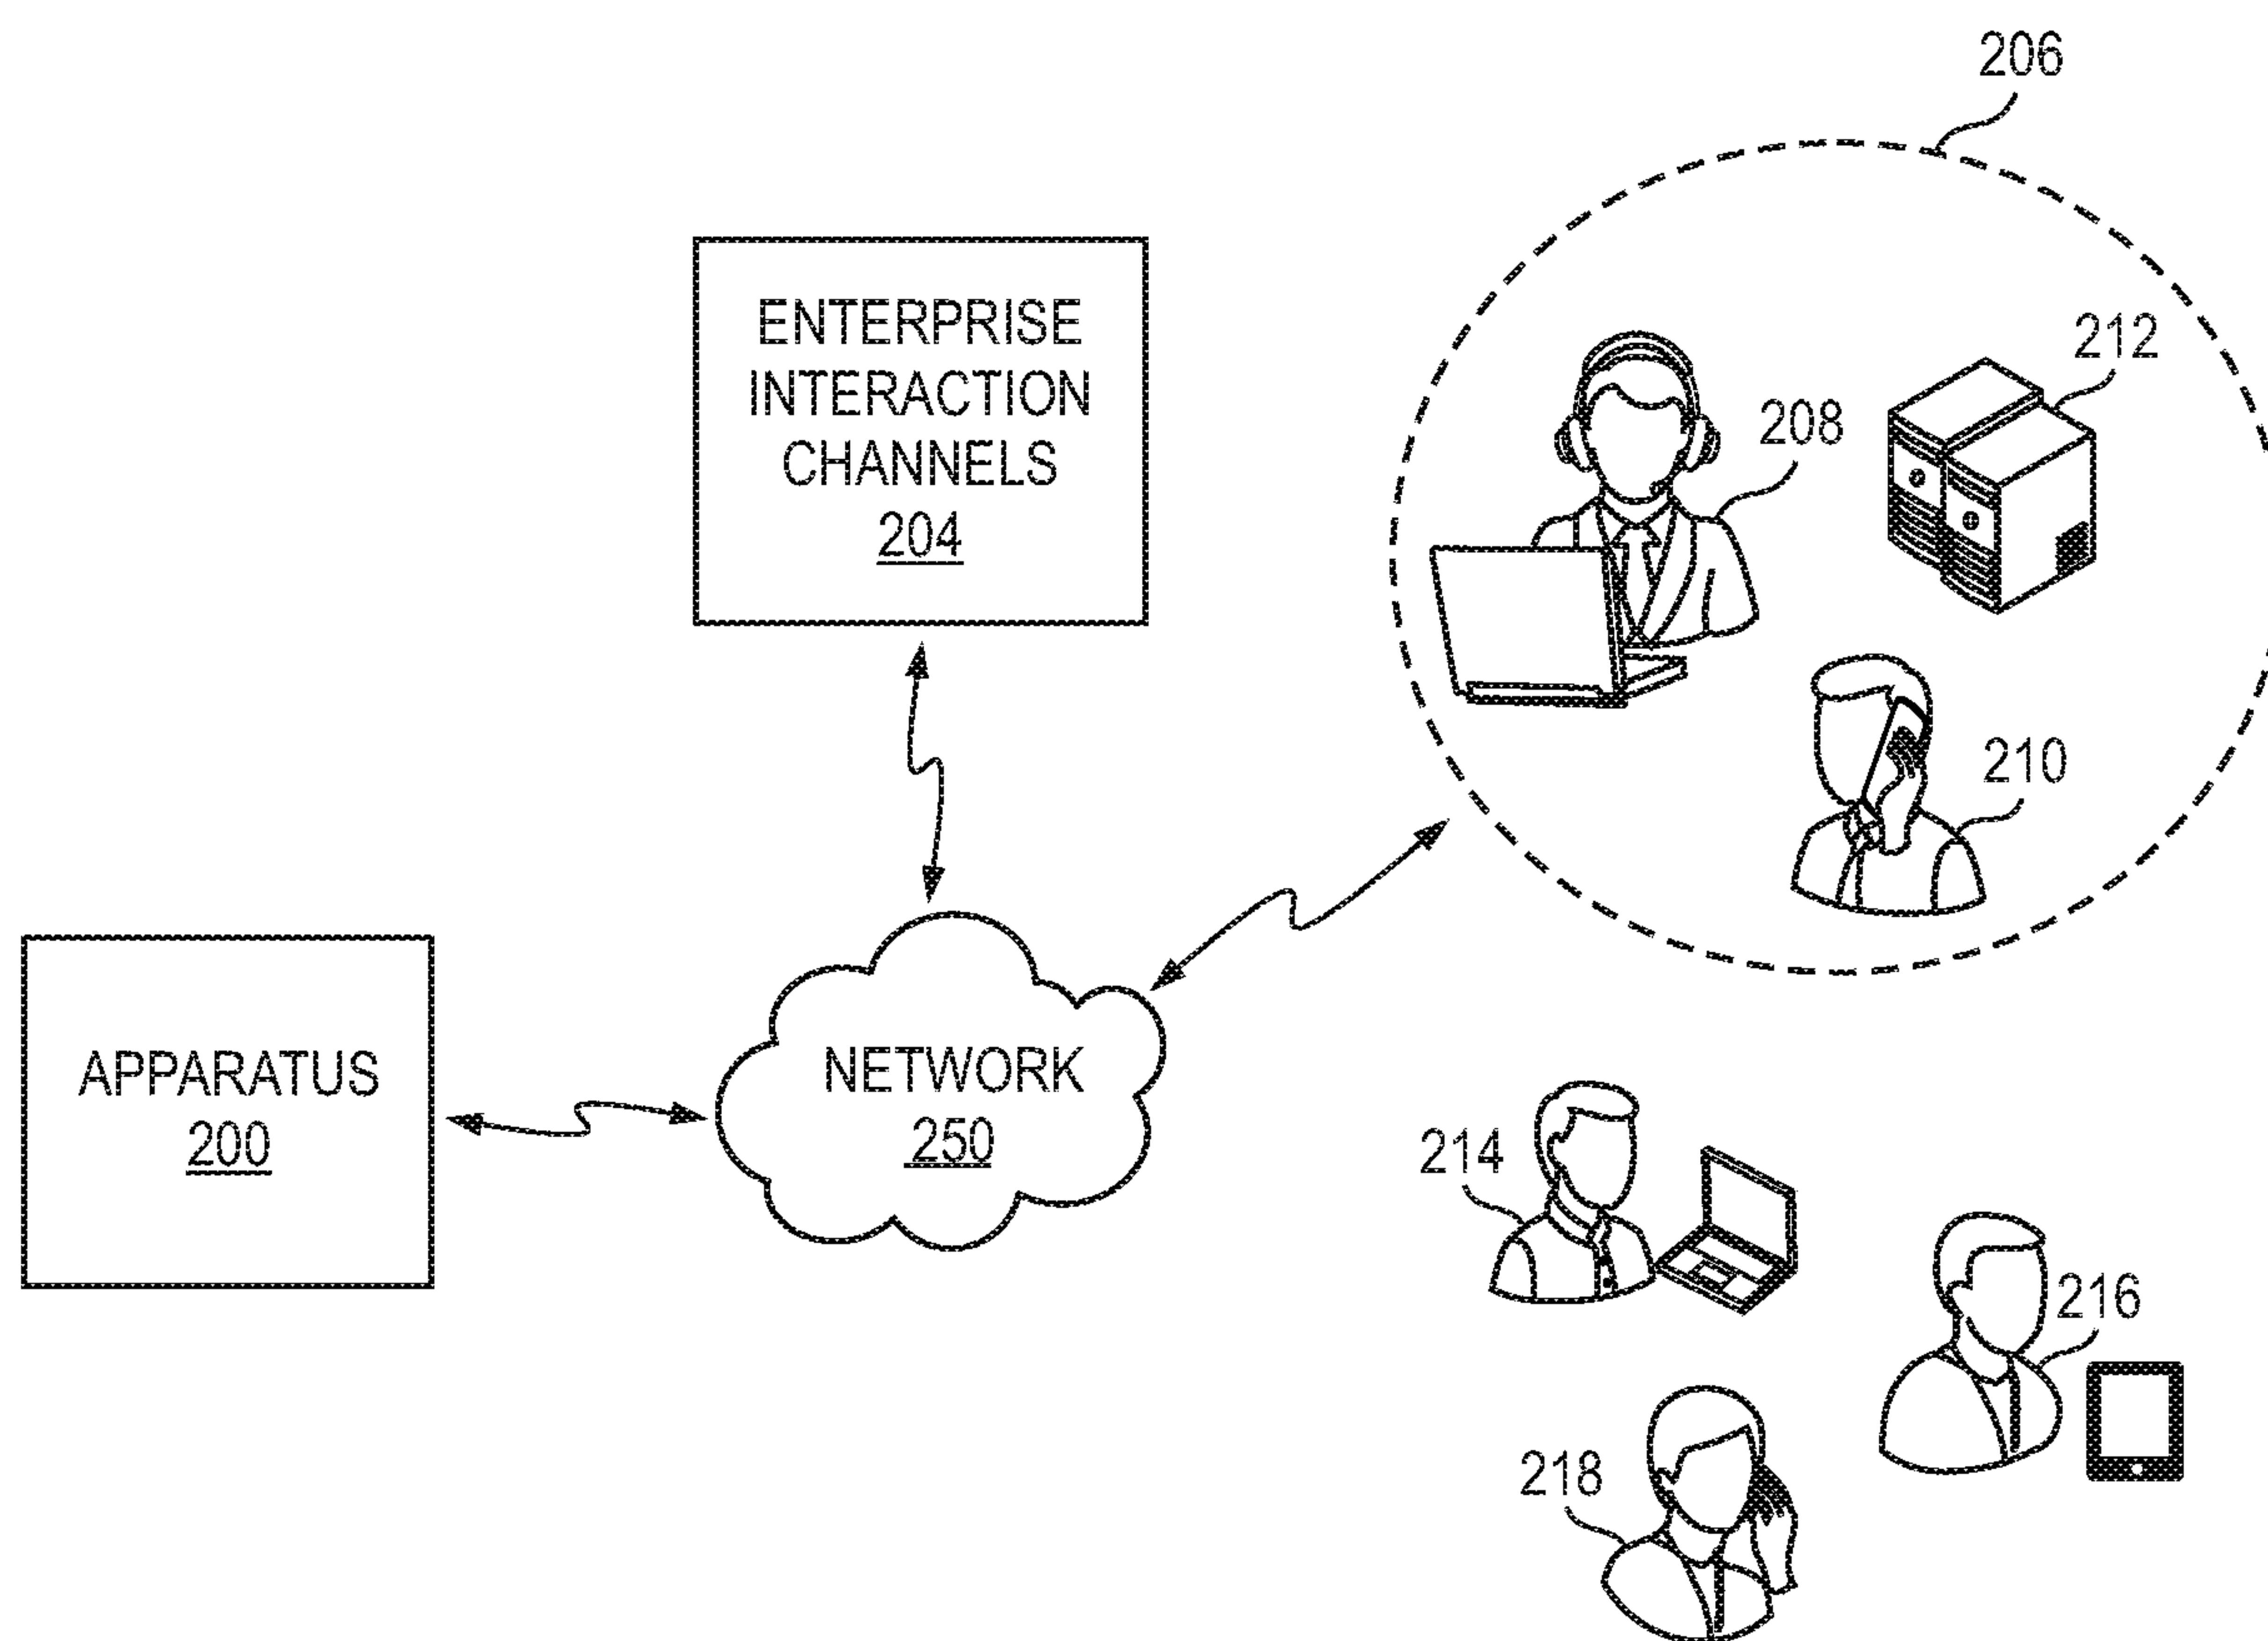 206
ENTERPRISE
INTERACTION
CHANNELS
204
212
208
210
APPARATUS
200
NETWORK
250
214
216
218